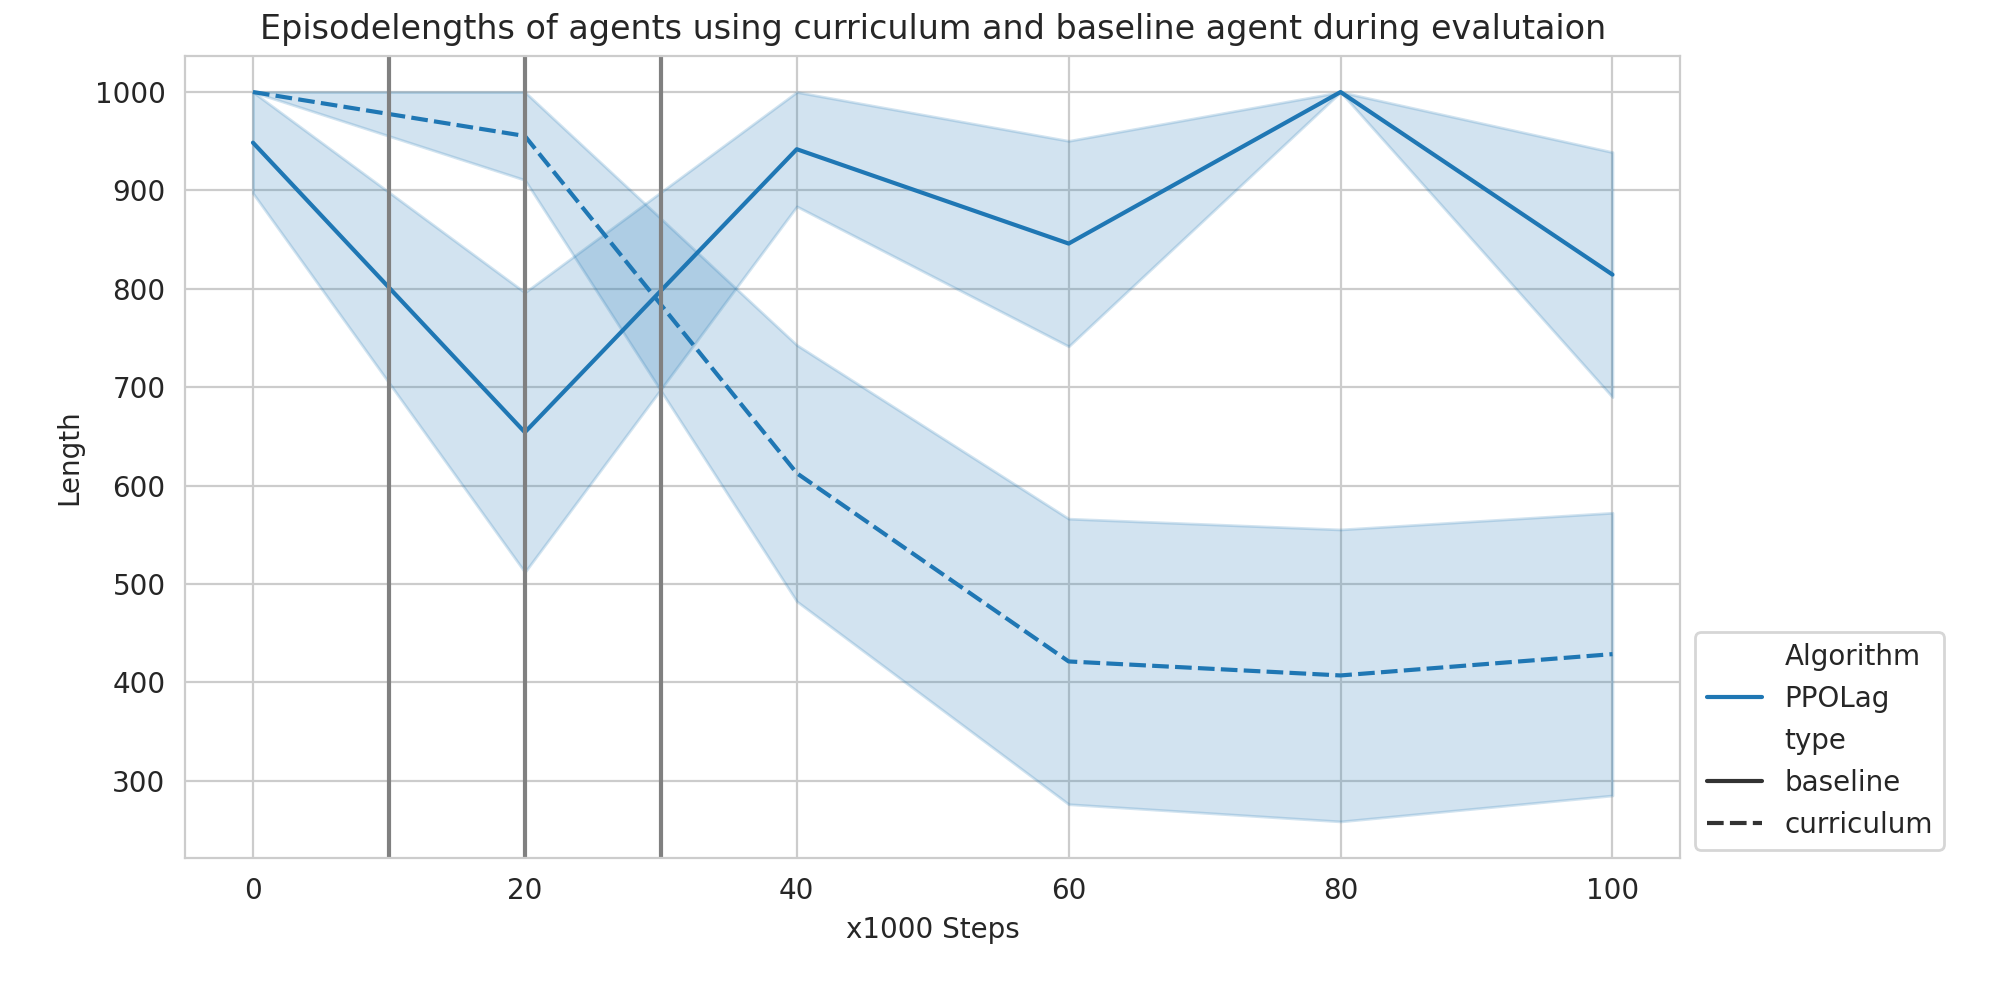 Episodelengths of agents using curriculum and baseline agent during evalutaion
1000
900
800
700
600
500
400
300
Length
0 20 40 60 80 100
x1000 Steps
Algorithm
PPOLag
type
baseline
curriculum